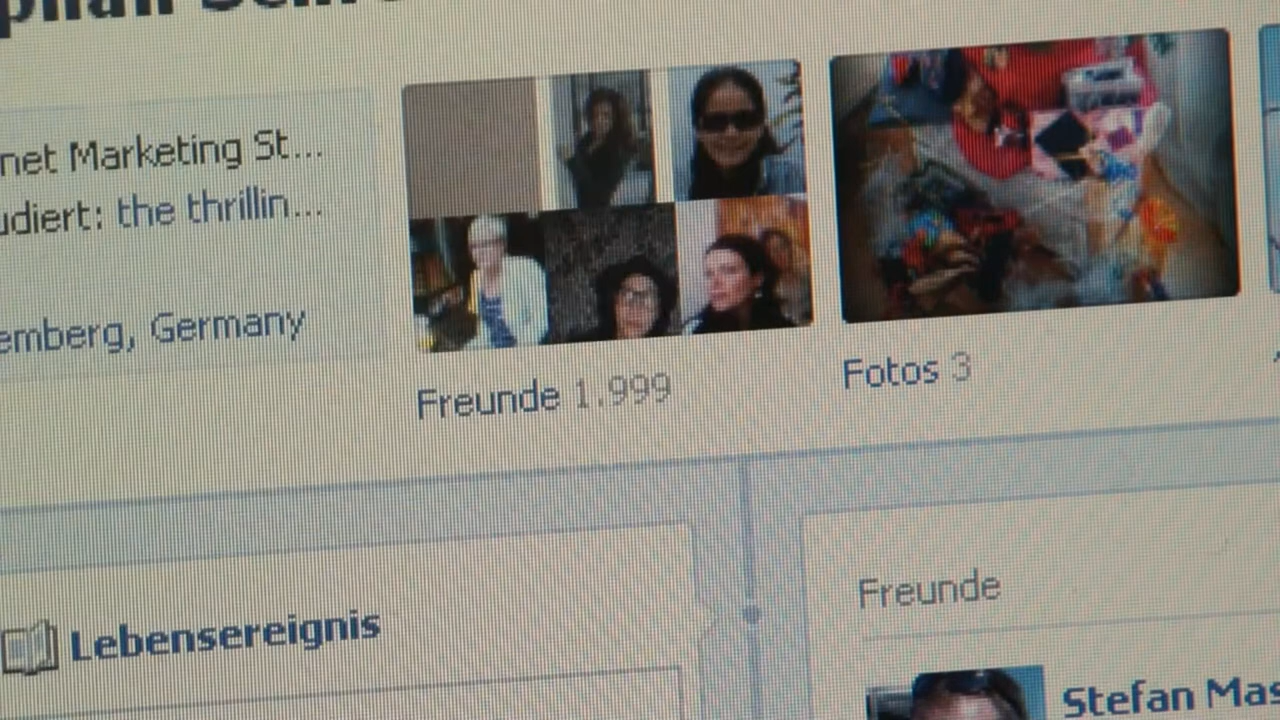 net Marketing St...
udiert: the thrillin...
emberg, Germany
Freunde 1.999
Fotos 3
Lebensereignis
Freunde
Stefan Mas